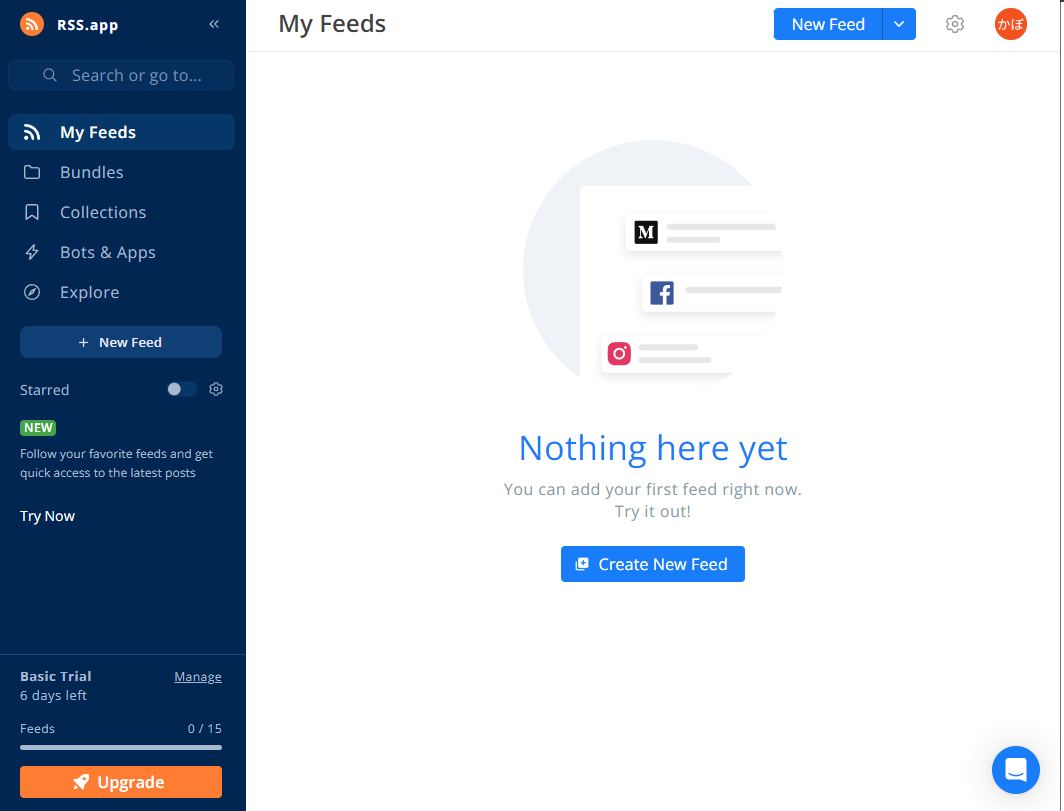 RSS.app
Search or go to...
My Feeds
Bundles
Collections
Bots & Apps
Explore
+ New Feed
Starred
NEW
Follow your favorite feeds and get
quick access to the latest posts
Try Now
Basic Trial
Manage
6 days left
Feeds
0 / 15
Upgrade
My Feeds
New Feed
かぼ
M
Nothing here yet
You can add your first feed right now.
Try it out!
Create New Feed